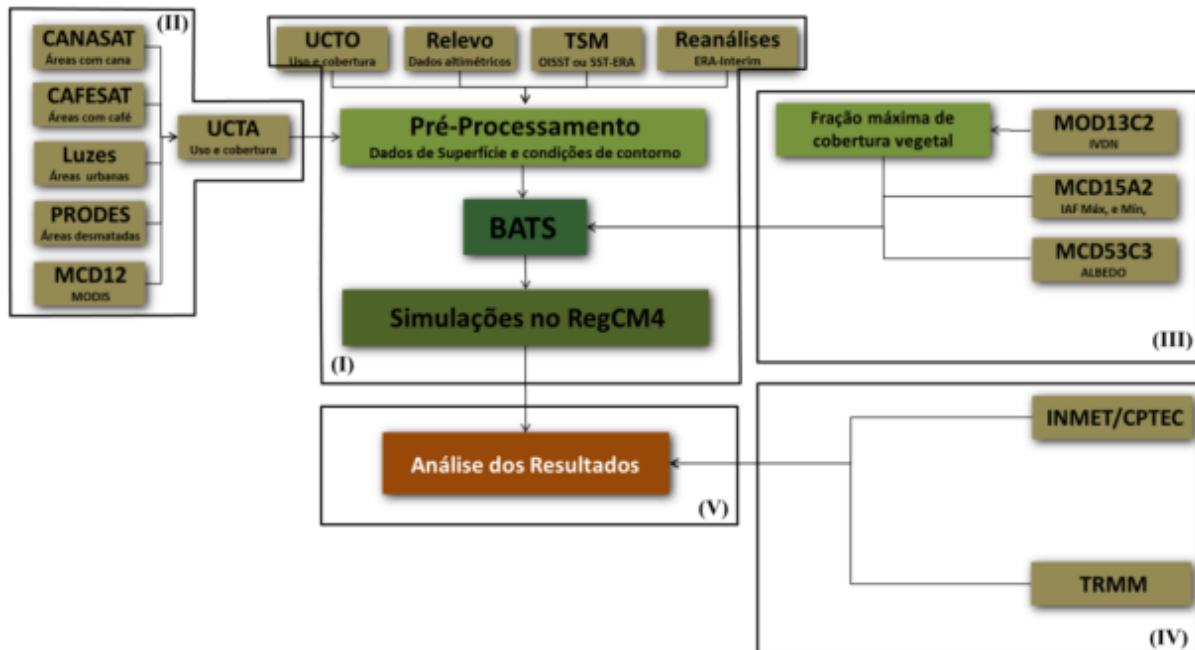 (II)
CANASAT
Áreas com cana
CAFESAT
Áreas com café
Luzes
Áreas urbanas
PRODES
Áreas desmatadas
MCD12
MODIS
UCTA
Uso e cobertura
UCTO
Uso e cobertura
Relevo
Dados altimétricos
TSM
OISST ou SST-ERA
Reanálises
ERA-Interim
Pré-Processamento
Dados de Superfície e condições de contorno
BATS
Simulações no RegCM4
(I)
Fração máxima de
cobertura vegetal
MOD13C2
IVDN
MCD15A2
IAF Máx, e Mín,
MCD53C3
ALBEDO
(III)
Análise dos Resultados
(V)
INMET/CPTEC
TRMM
(IV)